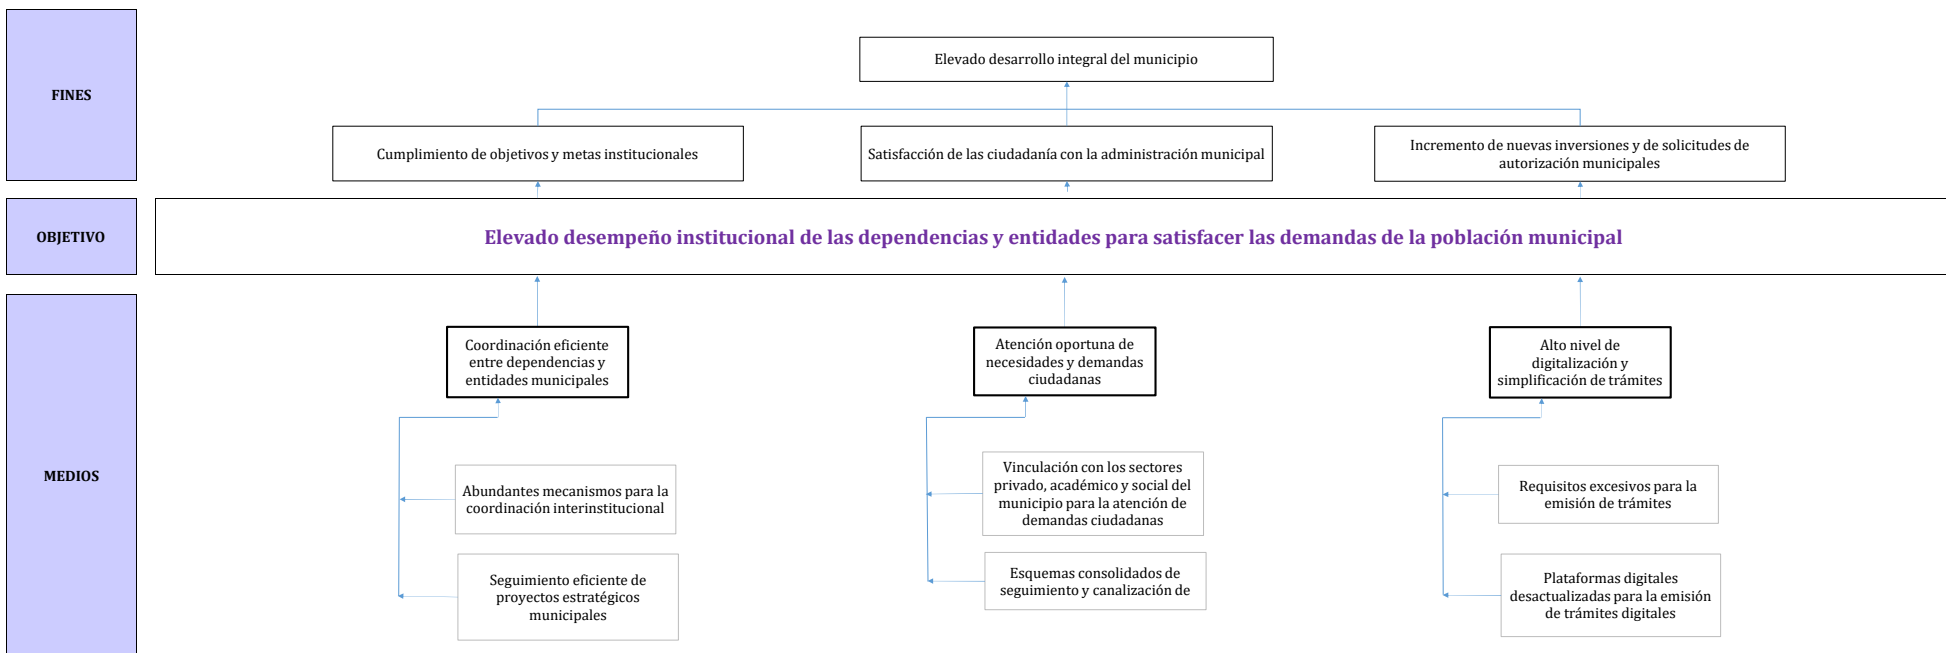 FINES
Elevado desarrollo integral del municipio
Cumplimiento de objetivos y metas institucionales
Satisfacción de las ciudadanía con la administración municipal
Incremento de nuevas inversiones y de solicitudes de
autorización municipales
OBJETIVO
Elevado desempeño institucional de las dependencias y entidades para satisfacer las demandas de la población municipal
MEDIOS
Coordinación eficiente
entre dependencias y
entidades municipales
Abundantes mecanismos para la
coordinación interinstitucional
Seguimiento eficiente de
proyectos estratégicos
municipales
Atención oportuna de
necesidades y demandas
ciudadanas
Vinculación con los sectores
privado, académico y social del
municipio para la atención de
demandas ciudadanas
Esquemas consolidados de
seguimiento y canalización de
Alto nivel de
digitalización y
simplificación de trámites
Requisitos excesivos para la
emisión de trámites
Plataformas digitales
desactualizadas para la emisión
de trámites digitales